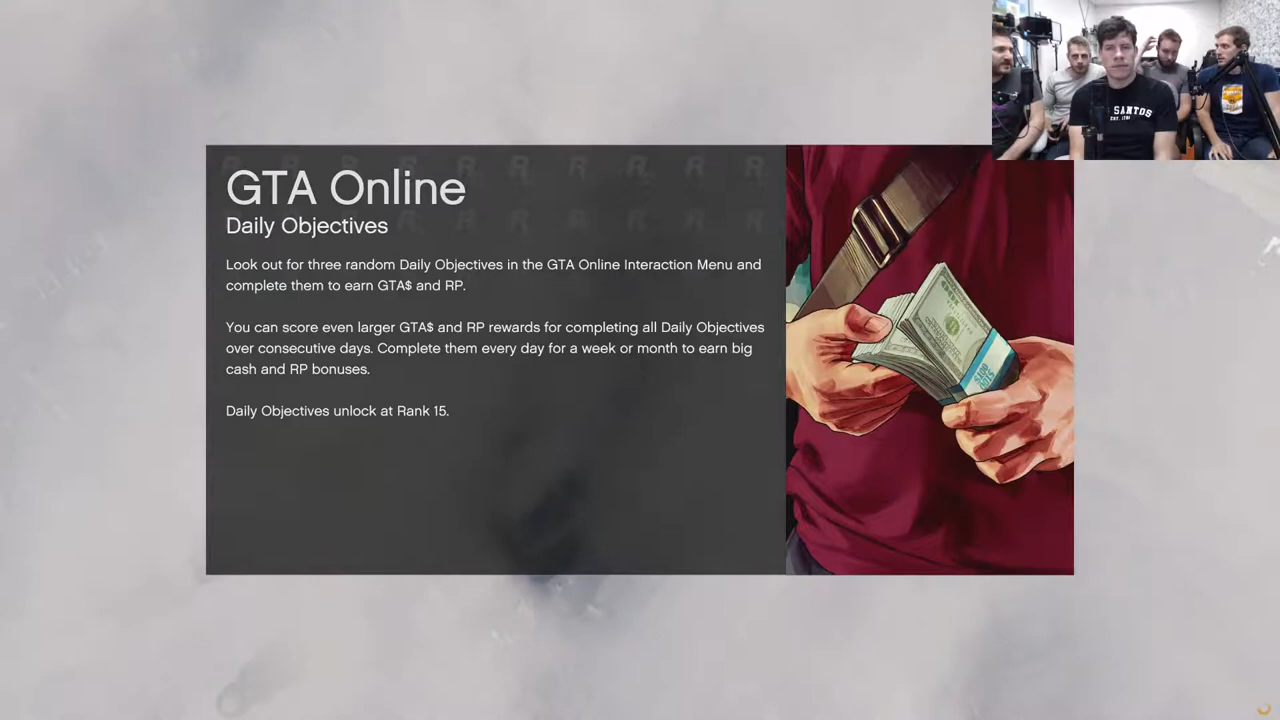 GTA Online
Daily Objectives
Look out for three random Daily Objectives in the GTA Online Interaction Menu and
complete them to earn GTA$ and RP.
You can score even larger GTA$ and RP rewards for completing all Daily Objectives
over consecutive days. Complete them every day for a week or month to earn big
cash and RP bonuses.
Daily Objectives unlock at Rank 15.
SANTOS